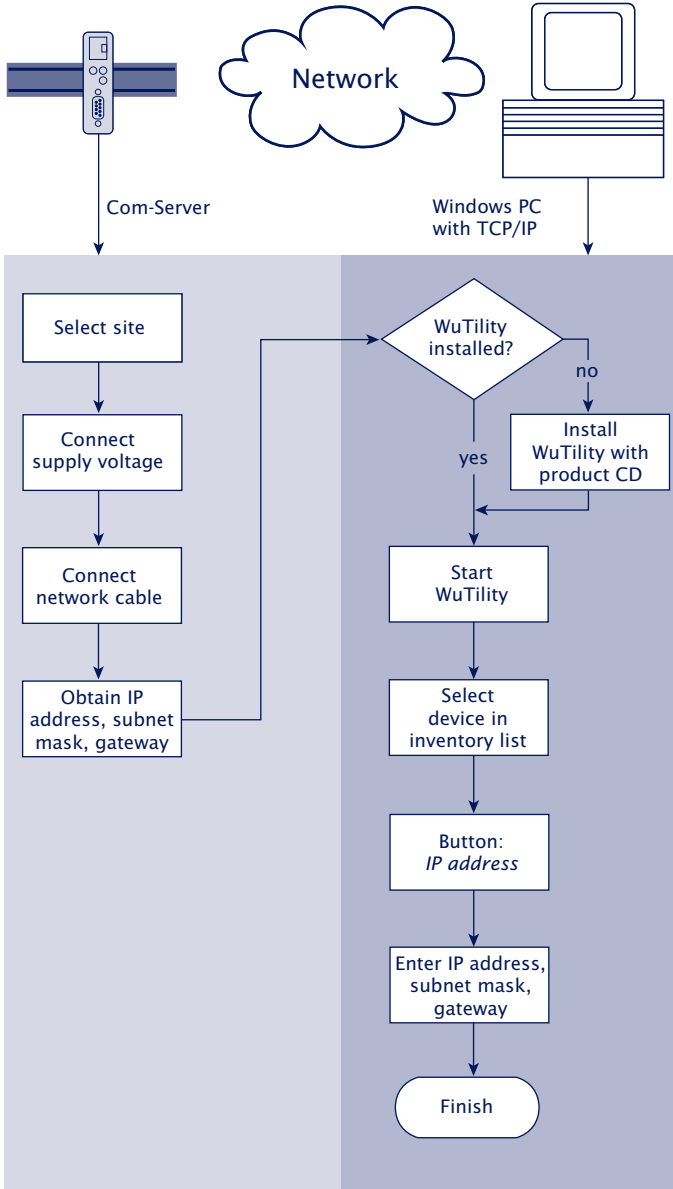 Network
Com-Server
Windows PC
with TCP/IP
Select site
Connect
supply voltage
Connect
network cable
Obtain IP
address, subnet
mask, gateway
WuTility
installed?
no
yes
Install
WuTility with
product CD
Start
WuTility
Select
device in
inventory list
Button:
IP address
Enter IP address,
subnet mask,
gateway
Finish